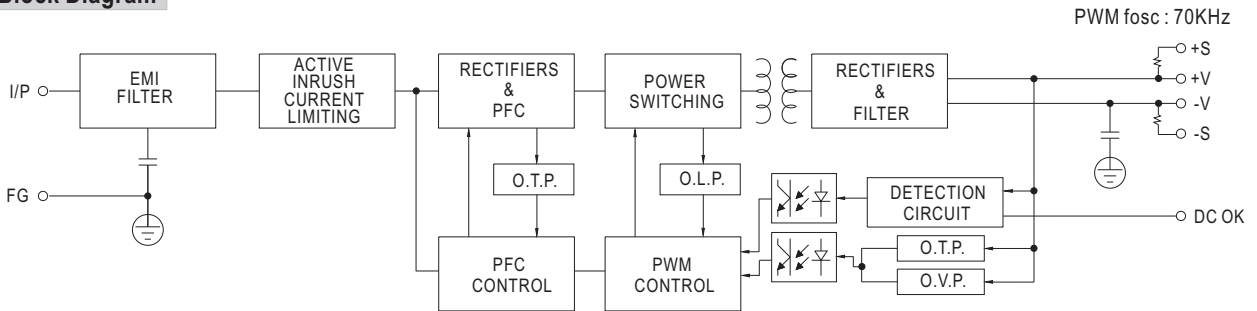 Block Diagram
PWM fosc : 70KHz
I/P
EMI
FILTER
ACTIVE
INRUSH
CURRENT
LIMITING
RECTIFIERS
&
PFC
POWER
SWITCHING
RECTIFIERS
&
FILTER
+S
+V
-V
-S
FG
O.T.P.
O.L.P.
DETECTION
CIRCUIT
DC OK
PFC
CONTROL
PWM
CONTROL
O.T.P.
O.V.P.